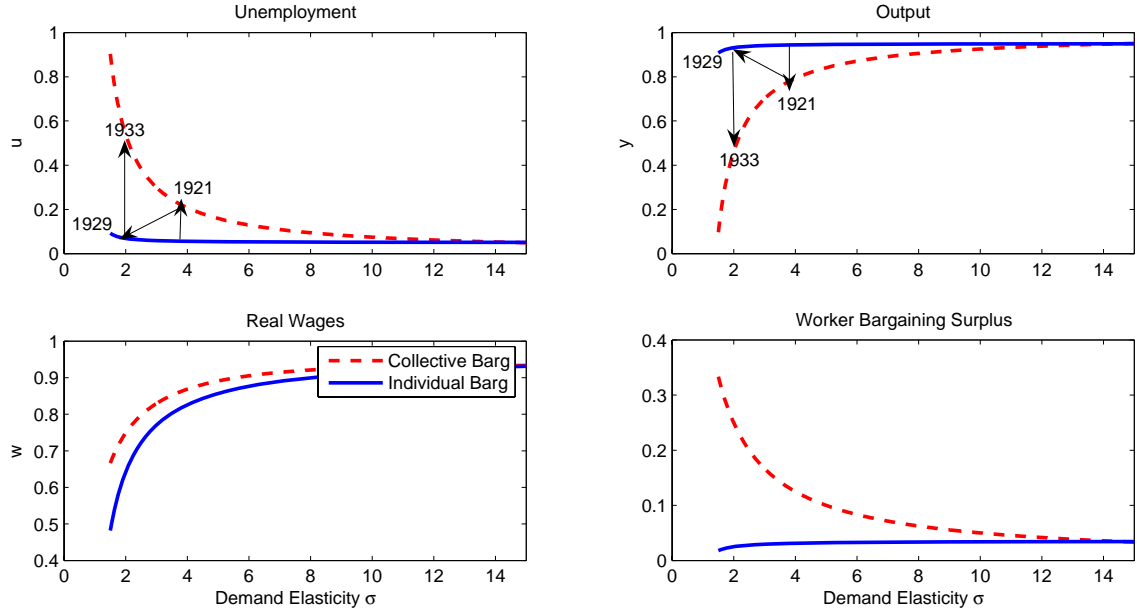 Unemployment
1
0.8
0.6
0.4
0.2
0
u
1933
1921
1929
0 2 4 6 8 10 12 14
Output
1
0.8
0.6
0.4
0.2
0
y
1929
1921
1933
0 2 4 6 8 10 12 14
Real Wages
1
0.9
0.8
0.7
0.6
0.5
0.4
w
Collective Barg
Individual Barg
0 2 4 6 8 10 12 14
Demand Elasticity σ
Worker Bargaining Surplus
0.4
0.3
0.2
0.1
0
0 2 4 6 8 10 12 14
Demand Elasticity σ